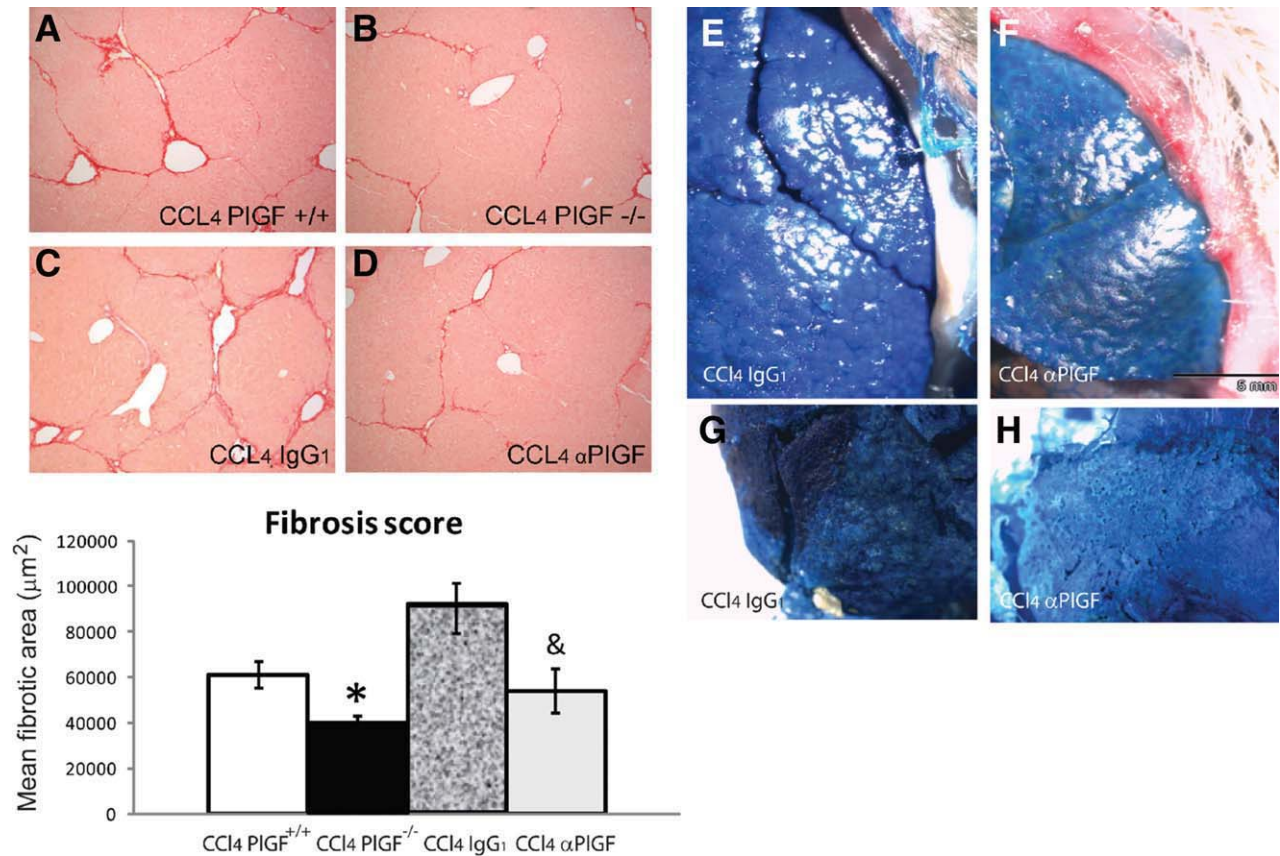 A
CCL4 PlGF +/+
B
CCL4 PlGF -/-
C
CCL4 IgG1
D
CCL4 αPlGF
E
CCl4 IgG1
F
CCl4 αPlGF
5 mm
G
CCl4 IgG1
H
CCl4 αPlGF
Fibrosis score
Mean fibrotic area (μm²)
120000
100000
80000
60000
40000
20000
0
*
&
CCl4 PlGF+/+ CCl4 PlGF-/- CCl4 IgG1 CCl4 αPlGF